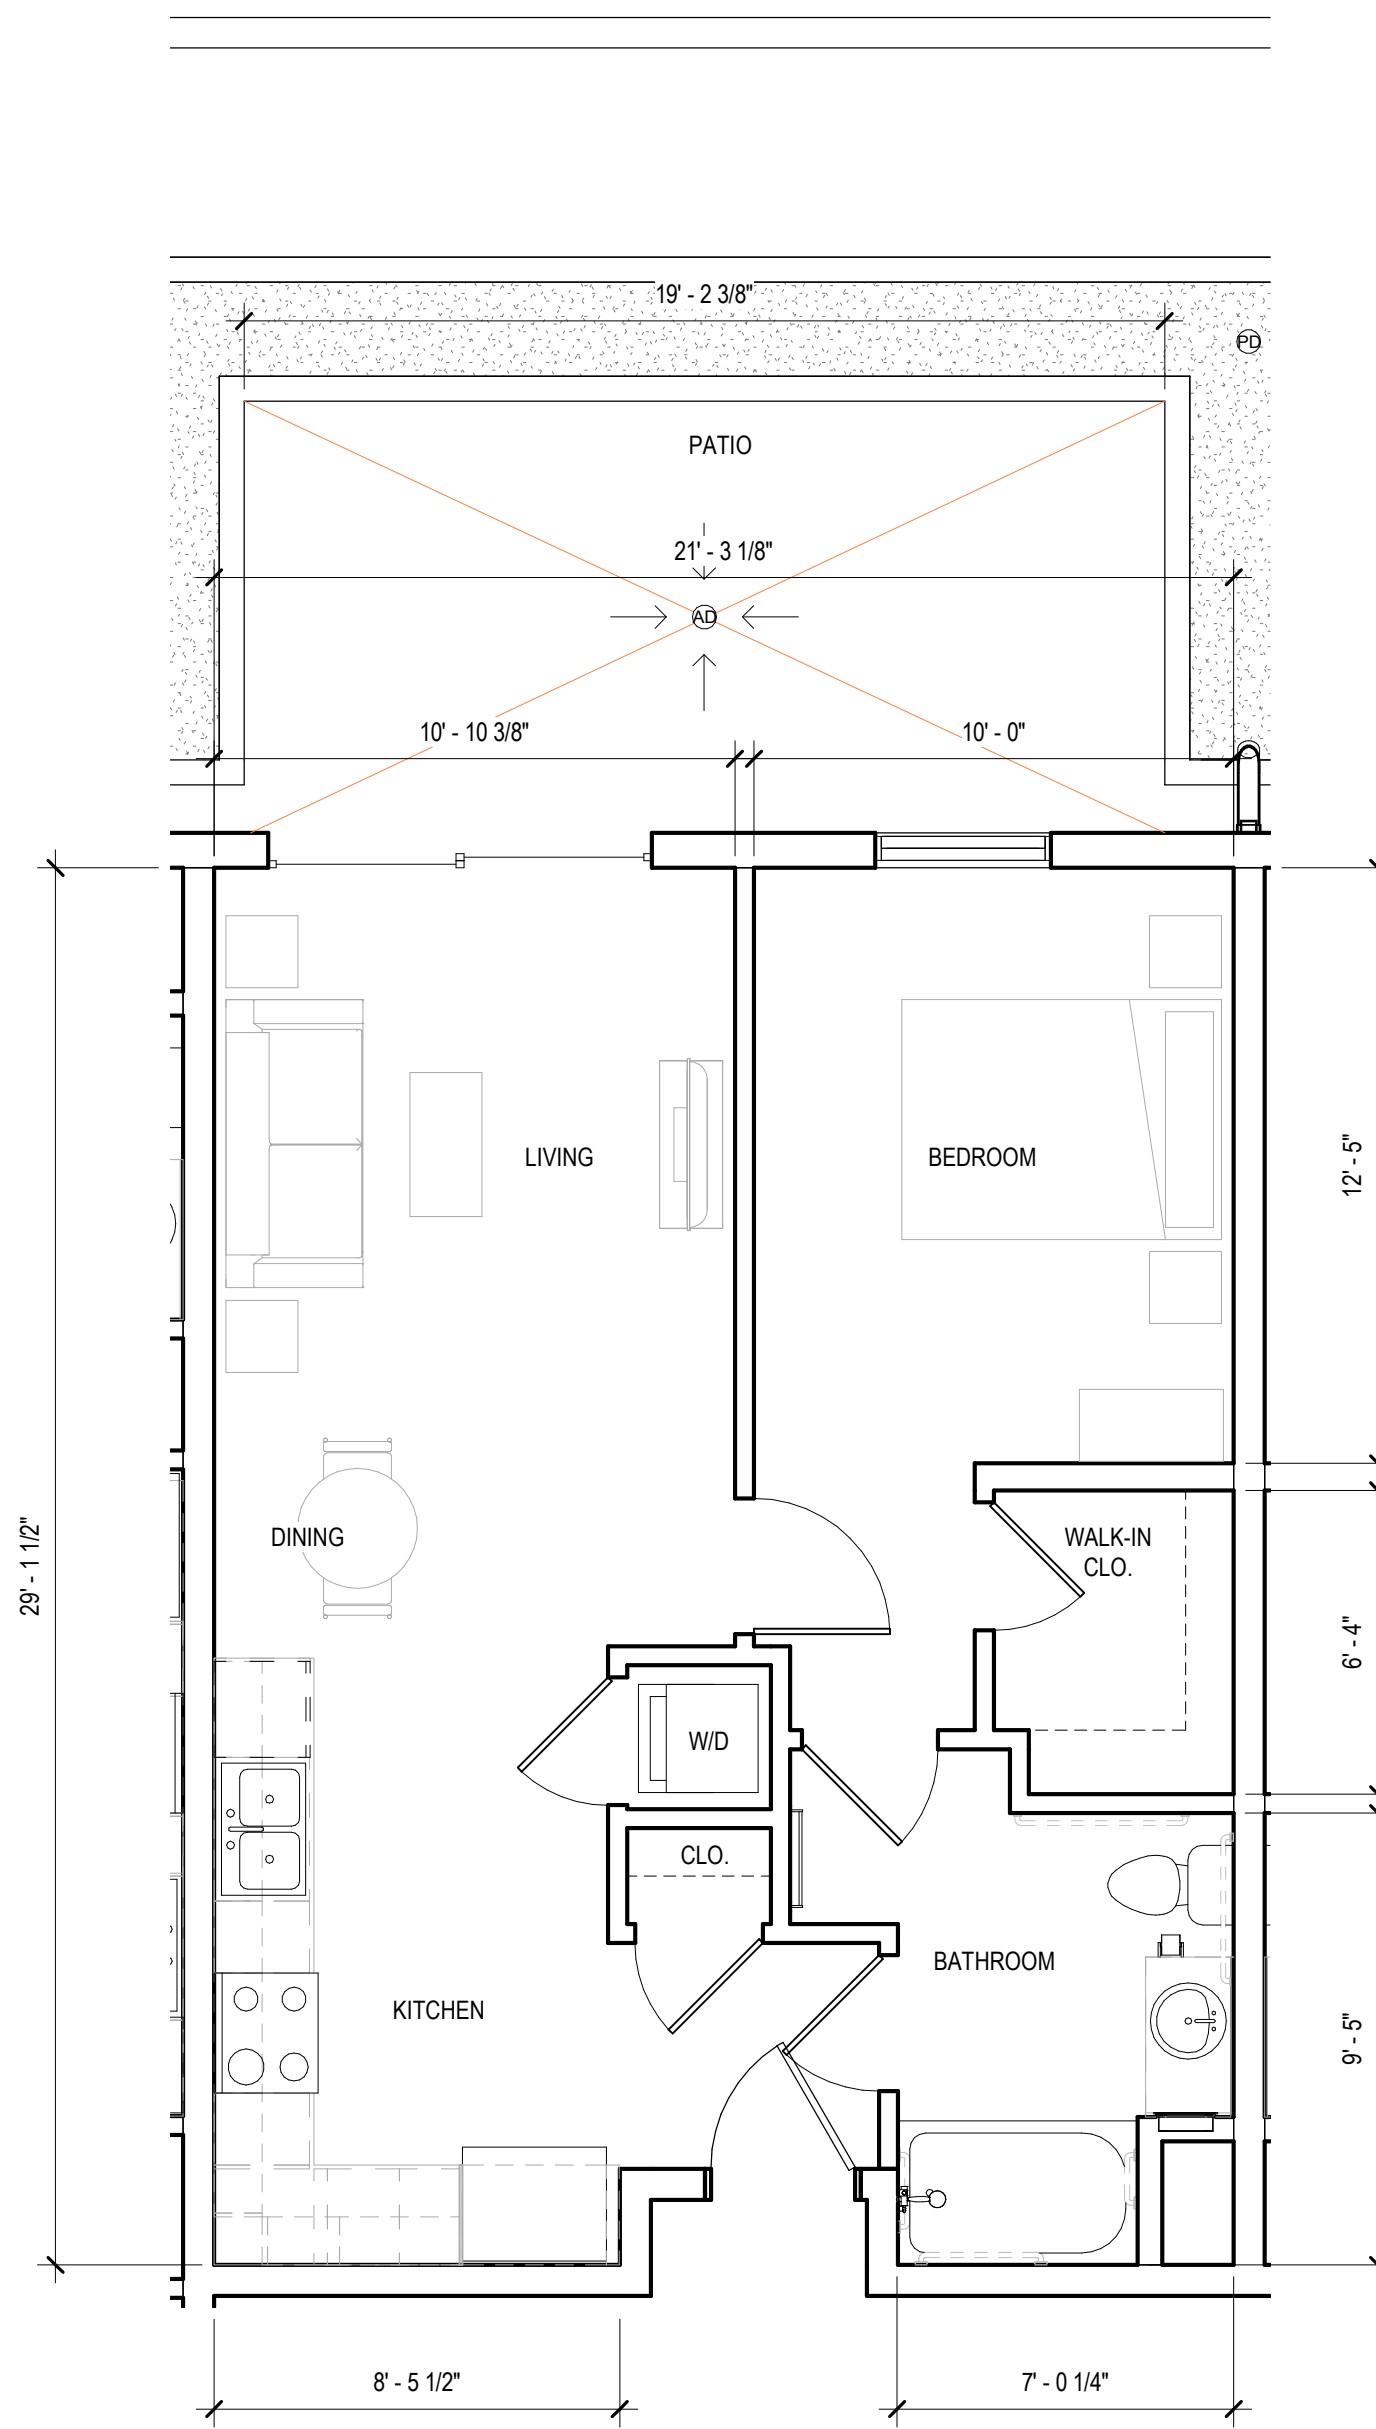 19' - 2 3/8"
PD
PATIO
21' - 3 1/8"
AD
10' - 10 3/8"
10' - 0"
LIVING
BEDROOM
12' - 5"
DINING
WALK-IN
CLO.
29' - 1 1/2"
6' - 4"
W/D
CLO.
BATHROOM
KITCHEN
9' - 5"
8' - 5 1/2"
7' - 0 1/4"